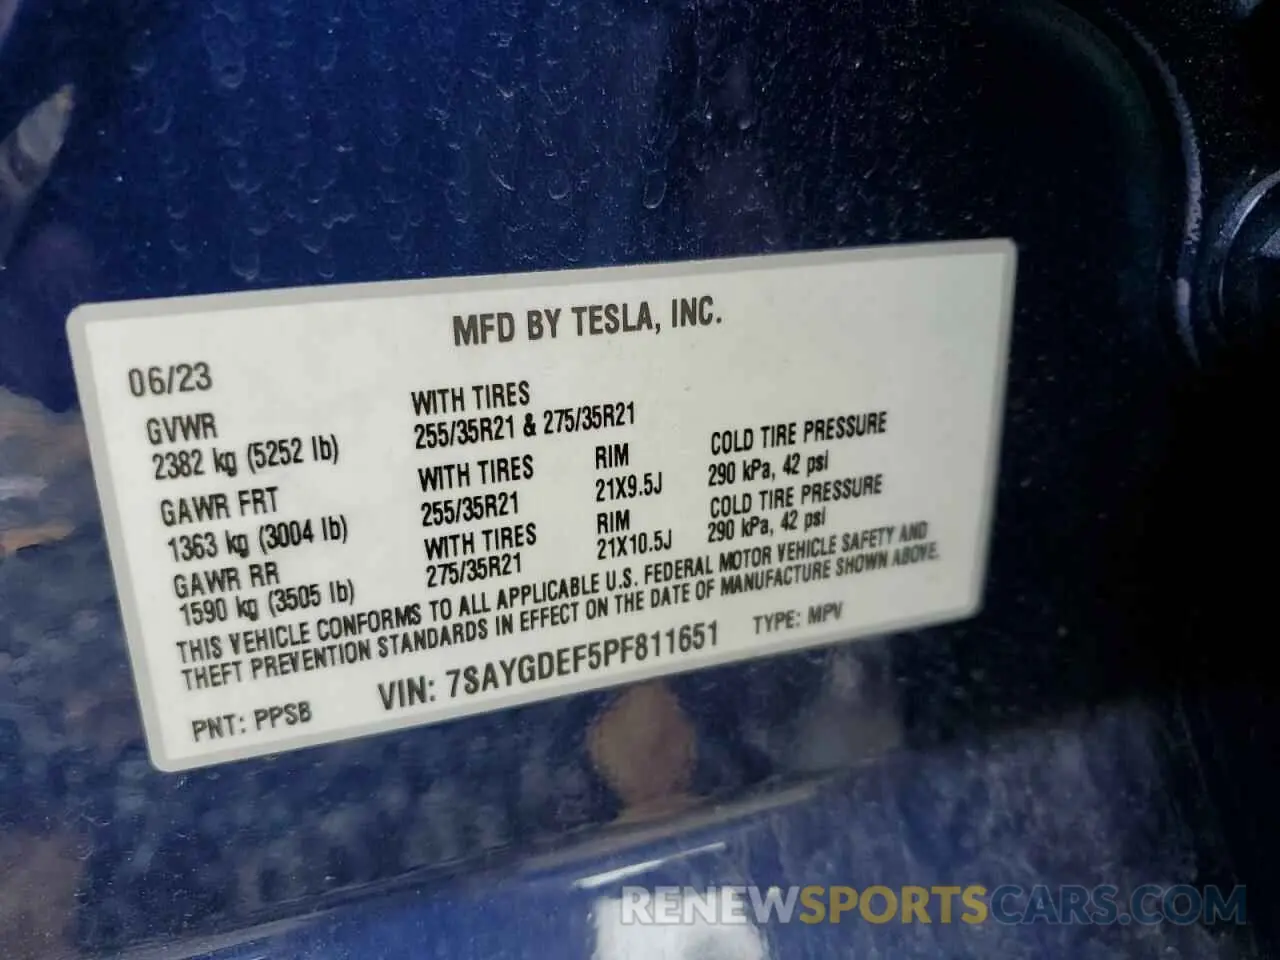 MFD BY TESLA, INC.
06/23
GVWR
2382 kg (5252 lb)
WITH TIRES
255/35R21 & 275/35R21
GAWR FRT
1363 kg (3004 lb)
WITH TIRES
255/35R21
RIM
21X9.5J
COLD TIRE PRESSURE
290 kPa, 42 psi
GAWR RR
1590 kg (3505 lb)
WITH TIRES
275/35R21
RIM
21X10.5J
COLD TIRE PRESSURE
290 kPa, 42 psi
THIS VEHICLE CONFORMS TO ALL APPLICABLE U.S. FEDERAL MOTOR VEHICLE SAFETY AND
THEFT PREVENTION STANDARDS IN EFFECT ON THE DATE OF MANUFACTURE SHOWN ABOVE.
PNT: PPSB
VIN: 7SAYGDEF5PF811651
TYPE: MPV
RENEWSPORTSCARS.COM